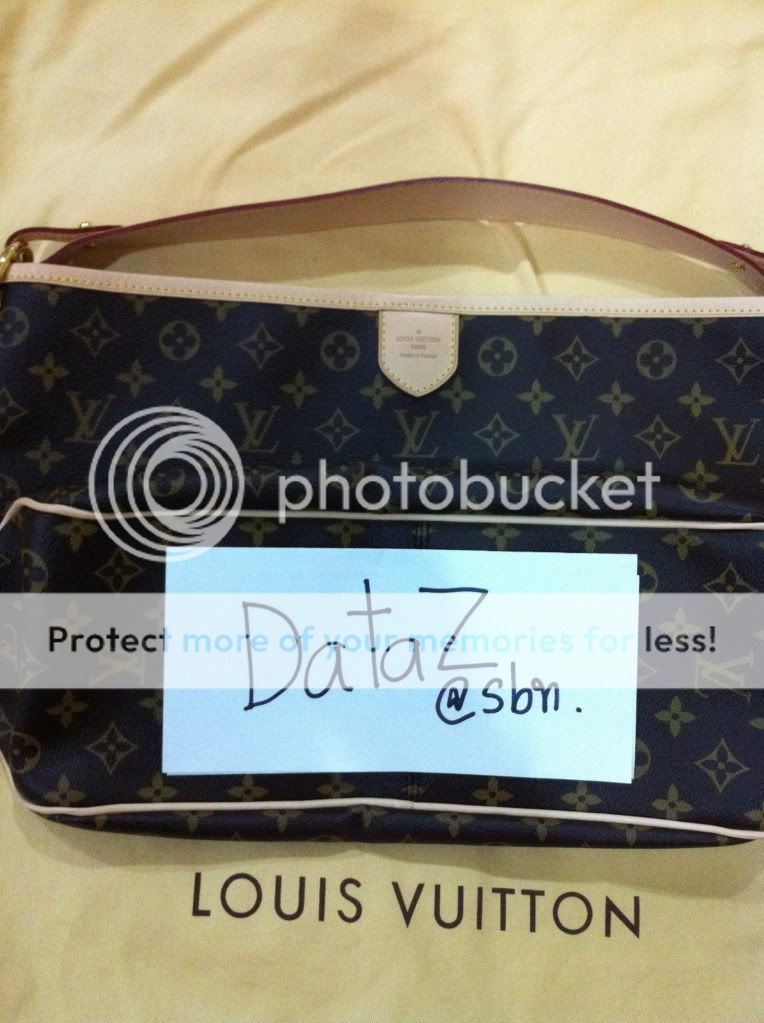 LOUIS VUITTON
PARIS
made in France
photobucket
Protect more of your memories for less!
DataZ
@sbn.
LOUIS VUITTON